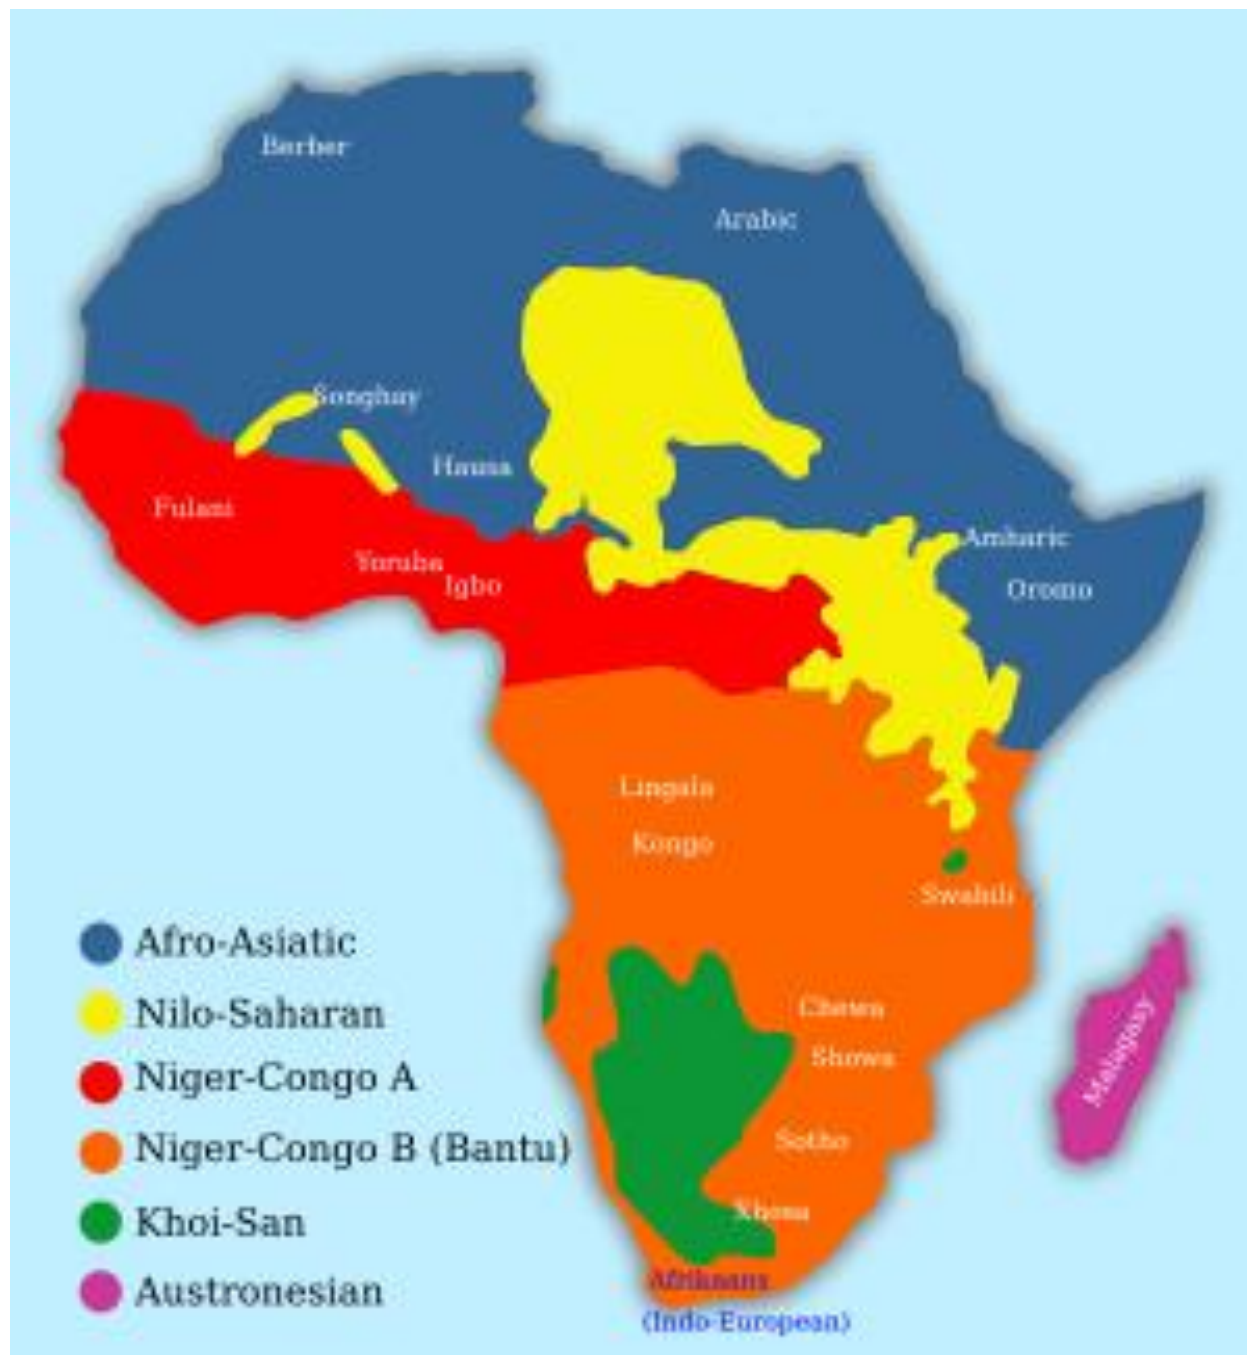 Berber
Arabic
Songhay
Hausa
Fulani
Amharic
Yoruba
Igbo
Oromo
Lingala
Kongo
Swahili
Afro-Asiatic
Nilo-Saharan
Chewa
Malagasy
Showa
Niger-Congo A
Sotho
Niger-Congo B (Bantu)
Xhosa
Khoi-San
Afrikaans
Austronesian
(Indo-European)